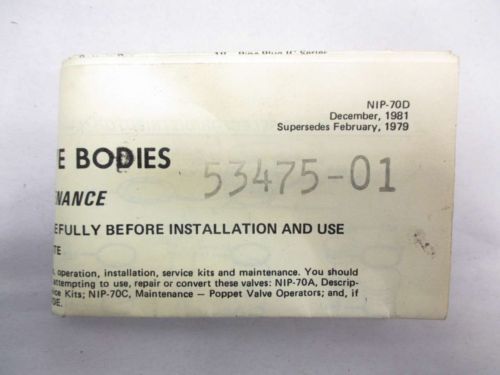 NIP-70D
December, 1981
Supersedes February, 1979
E BODIES
53475-01
NANCE
EFULLY BEFORE INSTALLATION AND USE
TE
, operation, installation, service kits and maintenance. You should
attempting to use, repair or convert these valves: NIP-70A, Descrip-
ice Kits; NIP-70C, Maintenance — Poppet Valve Operators; and, if
DE.